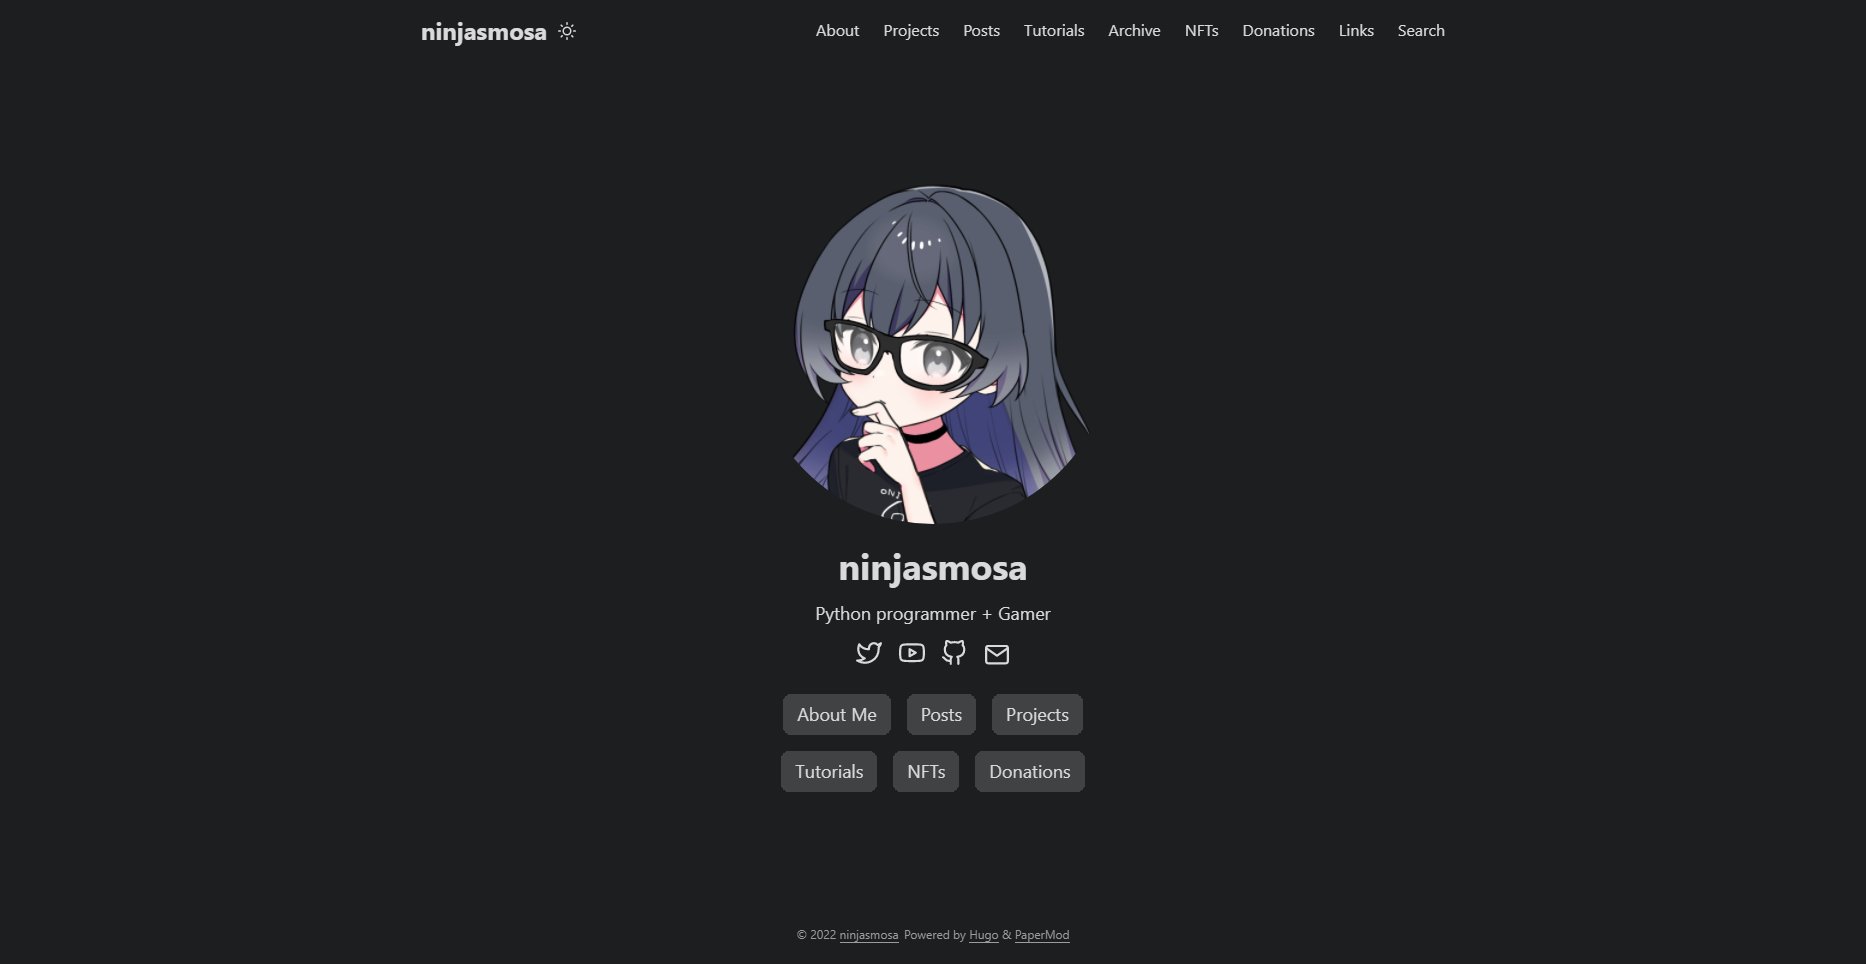 ninjasmosa About Projects Posts Tutorials Archive NFTs Donations Links Search
ONI
ninjasmosa
Python programmer + Gamer
About Me Posts Projects
Tutorials NFTs Donations
© 2022 ninjasmosa Powered by Hugo & PaperMod